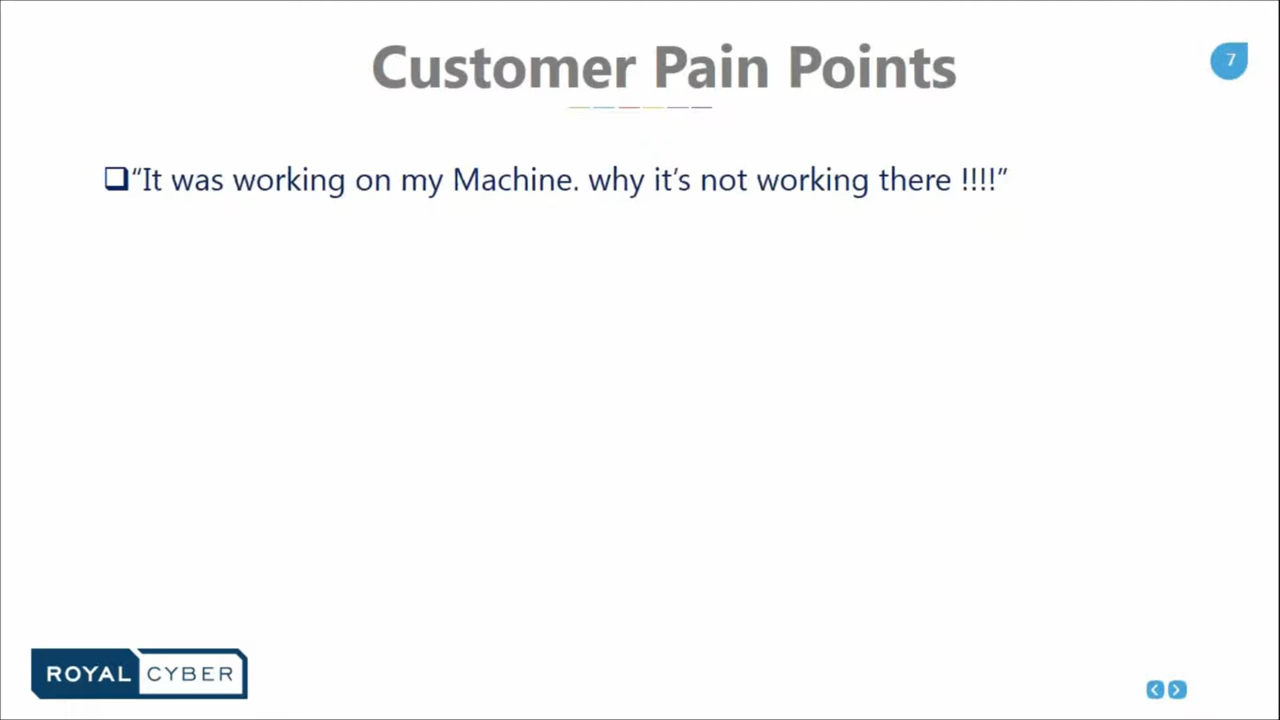 Customer Pain Points
7
“It was working on my Machine. why it’s not working there !!!!”
ROYAL CYBER